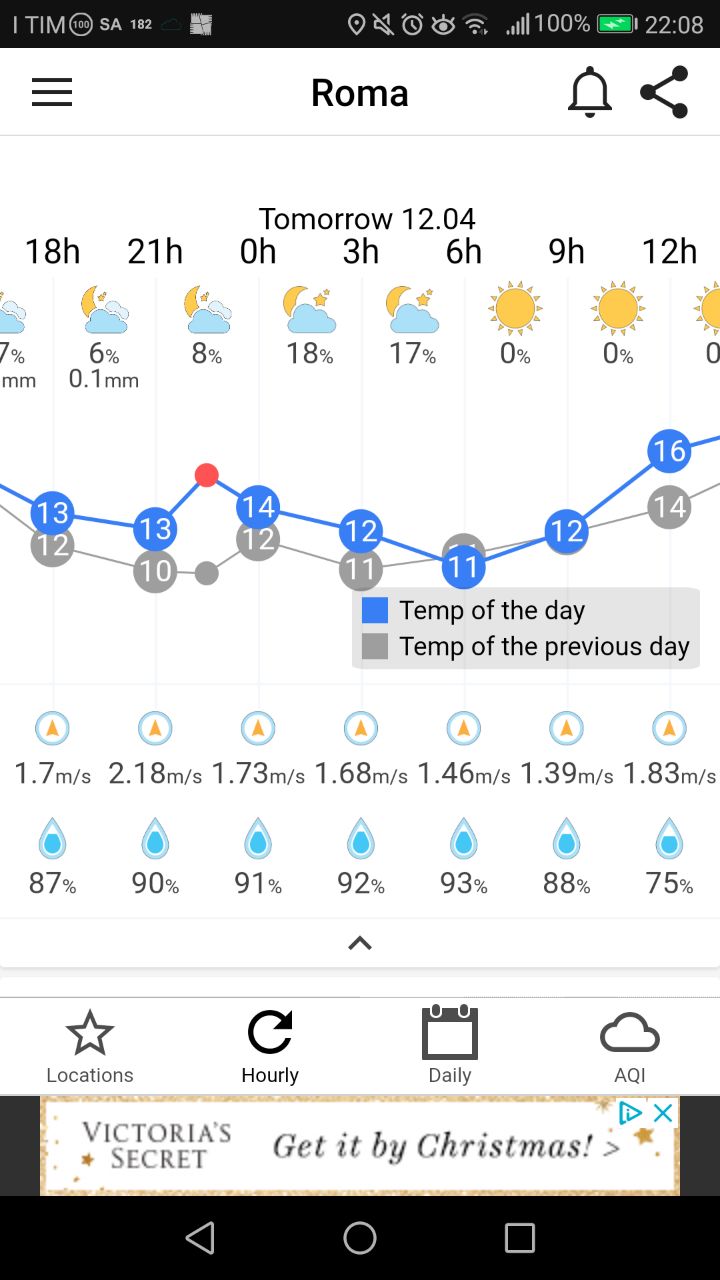 I TIM 100 SA 182 100% 22:08
Roma
Tomorrow 12.04
18h 21h 0h 3h 6h 9h 12h
7% 6% 8% 18% 17% 0% 0% 0
mm 0.1mm
16
13 13 14 12 11 12 14
12 10 12 11
Temp of the day
Temp of the previous day
1.7m/s 2.18m/s 1.73m/s 1.68m/s 1.46m/s 1.39m/s 1.83m/s
87% 90% 91% 92% 93% 88% 75%
Locations Hourly Daily AQI
VICTORIA'S
SECRET
Get it by Christmas! >